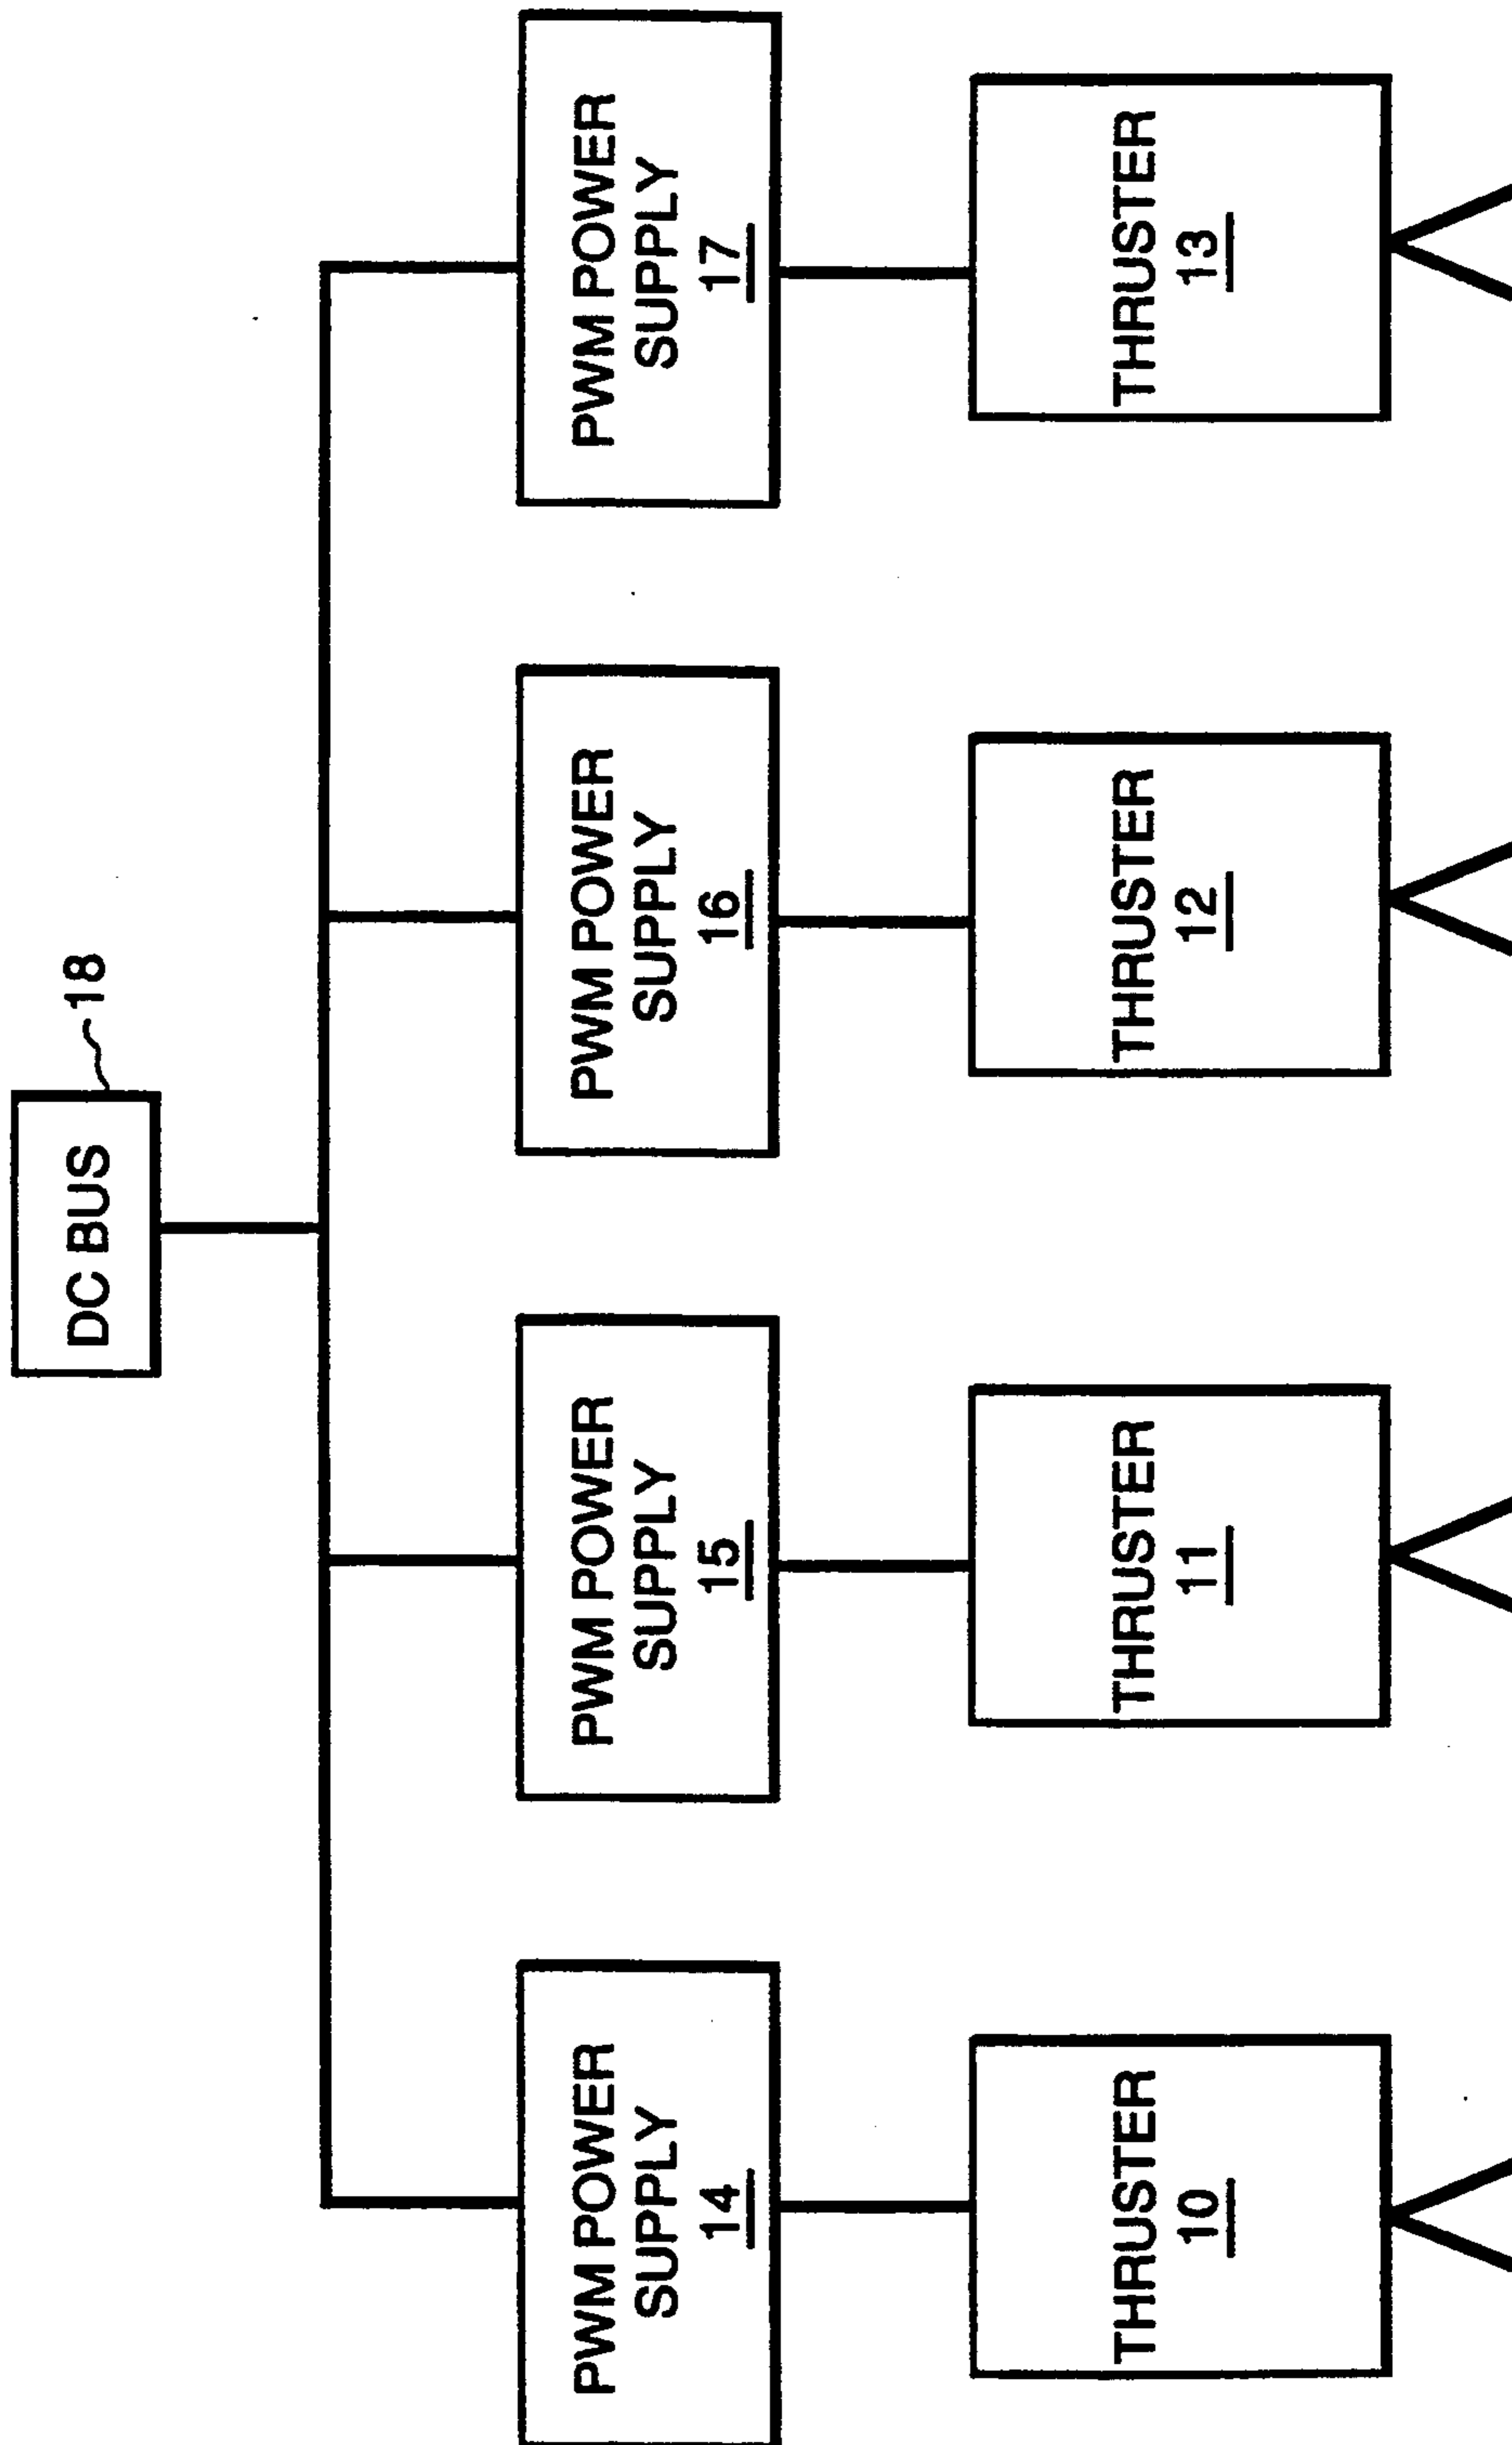 DC BUS
18
PWM POWER
SUPPLY
14
PWM POWER
SUPPLY
15
PWM POWER
SUPPLY
16
PWM POWER
SUPPLY
17
THRUSTER
10
THRUSTER
11
THRUSTER
12
THRUSTER
13